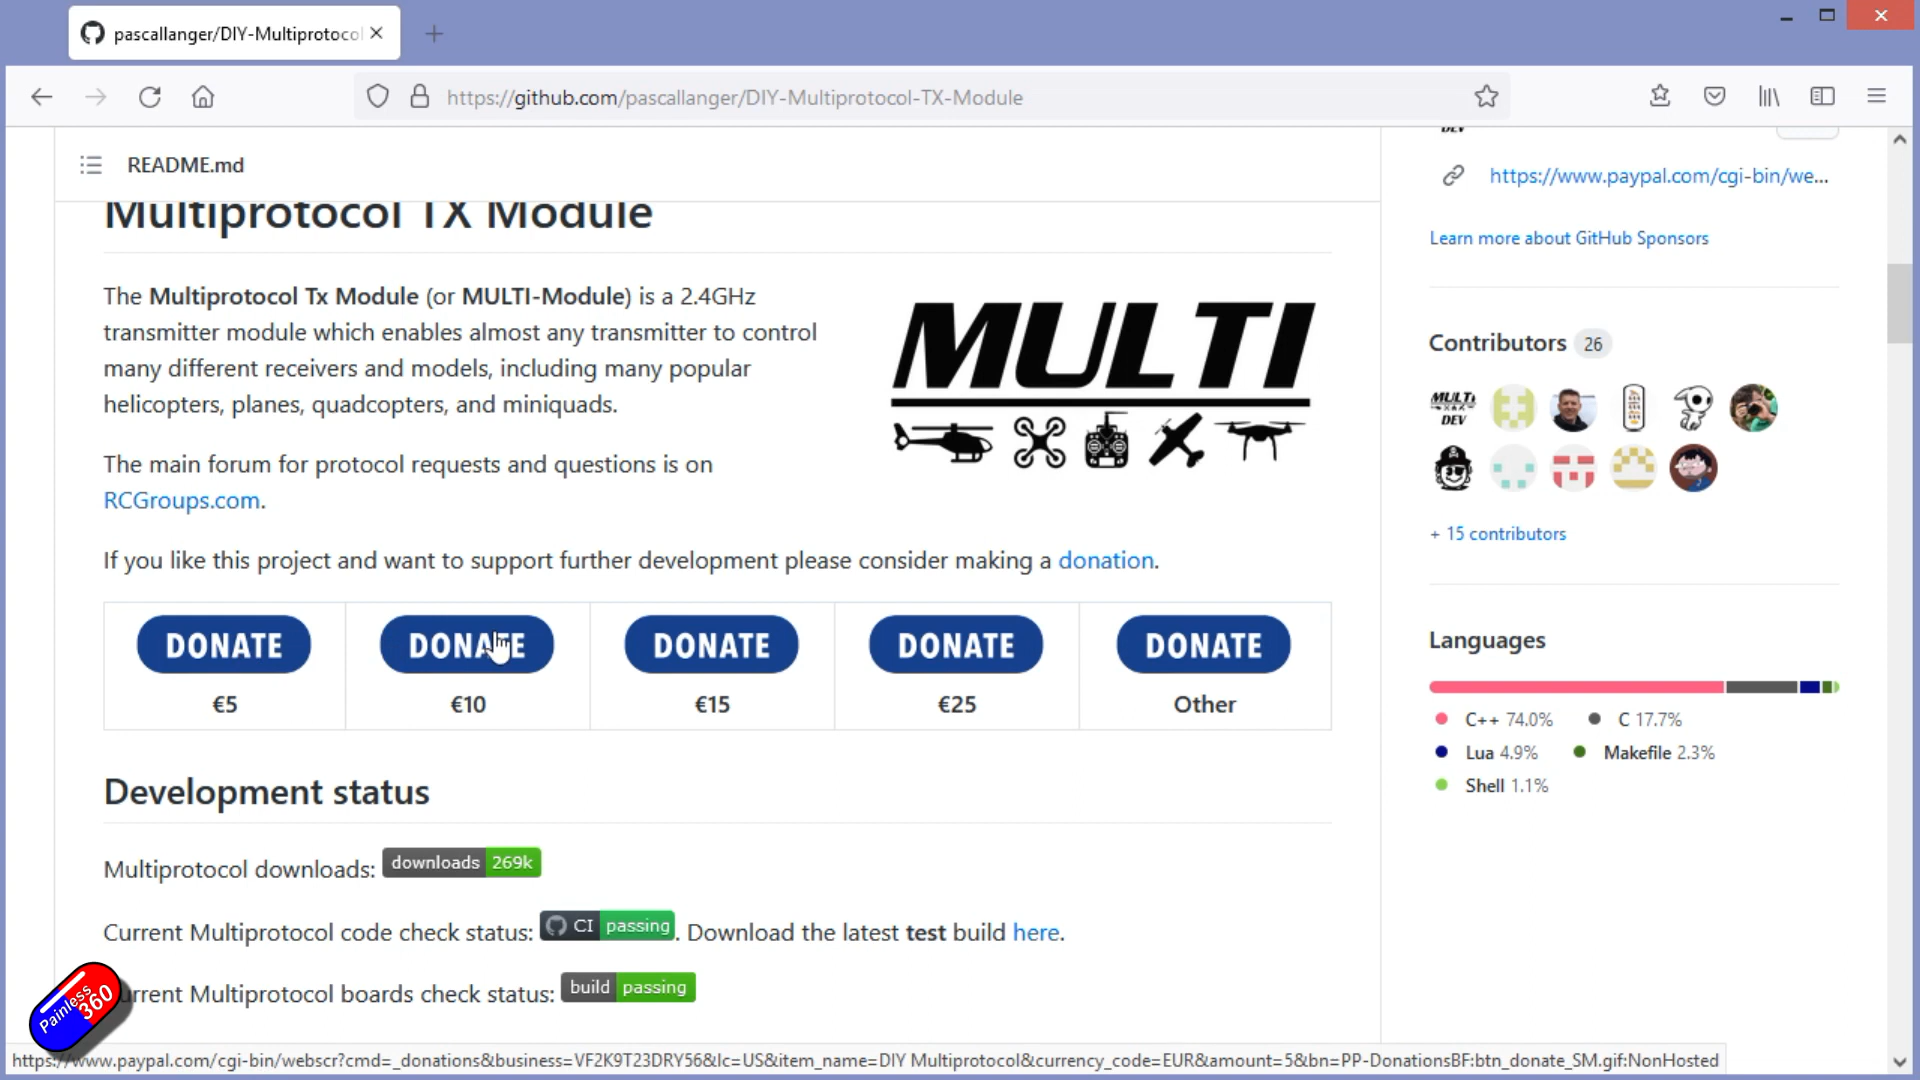 pascallanger/DIY-Multiprotocol
https://github.com/pascallanger/DIY-Multiprotocol-TX-Module
README.md
Multiprotocol TX Module
The Multiprotocol Tx Module (or MULTI-Module) is a 2.4GHz
transmitter module which enables almost any transmitter to control
many different receivers and models, including many popular
helicopters, planes, quadcopters, and miniquads.
MULTI
The main forum for protocol requests and questions is on
RCGroups.com.
If you like this project and want to support further development please consider making a donation.
DONATE DONATE DONATE DONATE DONATE
€5 €10 €15 €25 Other
Development status
Multiprotocol downloads: downloads 269k
Current Multiprotocol code check status: CI passing. Download the latest test build here.
urrent Multiprotocol boards check status: build passing
DEV
https://www.paypal.com/cgi-bin/we...
Learn more about GitHub Sponsors
Contributors 26
MULTI
DEV
+ 15 contributors
Languages
C++ 74.0% C 17.7%
Lua 4.9% Makefile 2.3%
Shell 1.1%
Painless
360
https://www.paypal.com/cgi-bin/webscr?cmd=_donations&business=VF2K9T23DRY56&lc=US&item_name=DIY Multiprotocol&currency_code=EUR&amount=5&bn=PP-DonationsBF:btn_donate_SM.gif:NonHosted